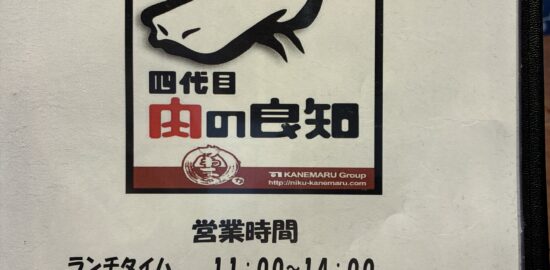 四代目
肉の良知
KANEMARU Group
http://niku-kanemaru.com
営業時間
ランチタイム 11:00~14:00